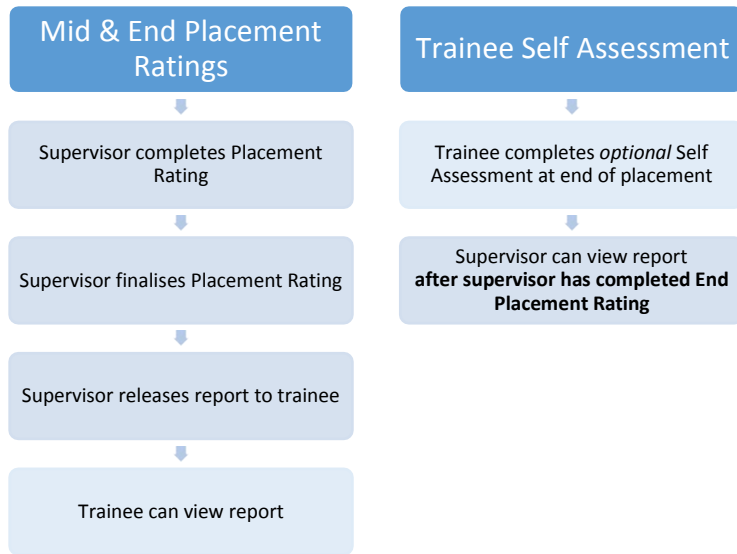 Mid & End Placement
Ratings
Supervisor completes Placement
Rating
Supervisor finalises Placement Rating
Supervisor releases report to trainee
Trainee can view report
Trainee Self Assessment
Trainee completes optional Self
Assessment at end of placement
Supervisor can view report
after supervisor has completed End
Placement Rating